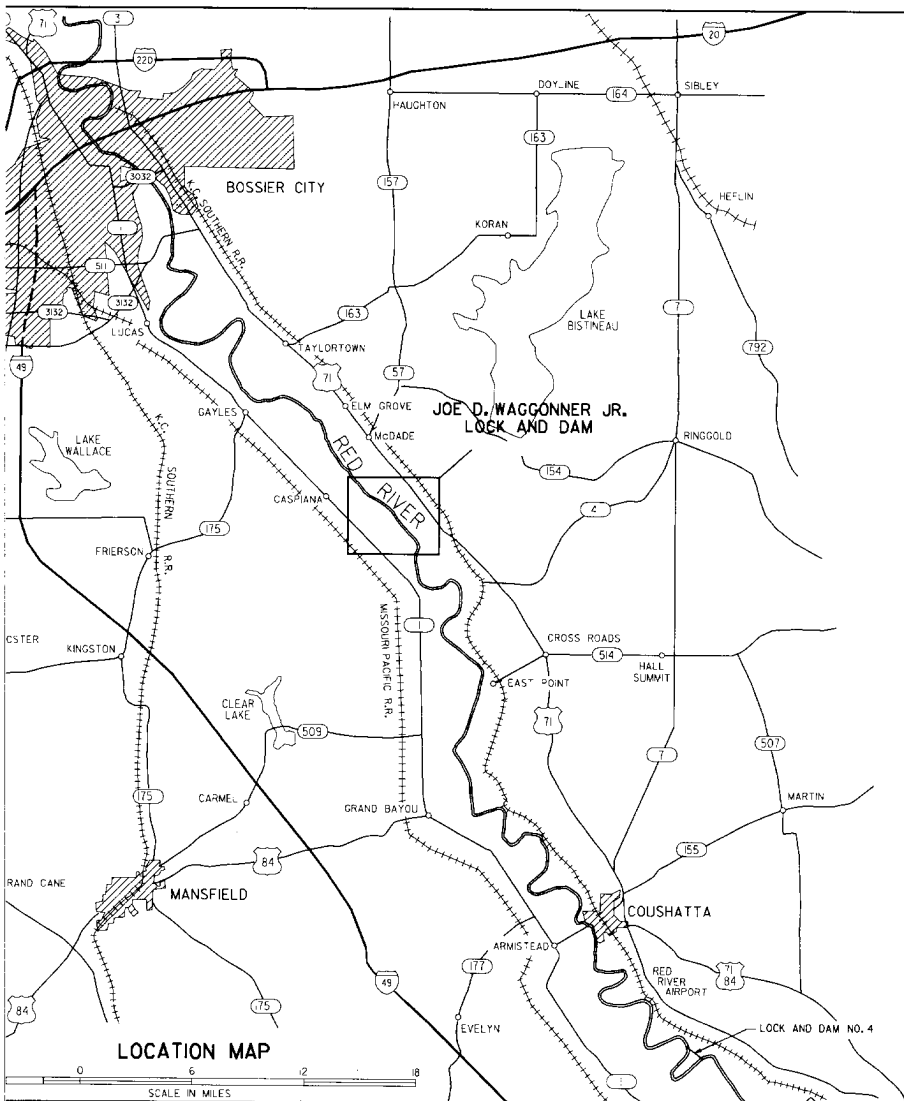 71
3
220
20
HAUGHTON
DOYLINE
164
SIBLEY
163
3032
BOSSIER CITY
K.C. SOUTHERN R.R.
157
HEFLIN
KORAN
1
511
3132
3132
LUCAS
163
LAKE
BISTINEAU
7
792
49
TAYLORTOWN
71
57
ELM GROVE
GAYLES
JOE D. WAGGONNER JR.
LOCK AND DAM
McDADE
RINGGOLD
LAKE
WALLACE
K.C. SOUTHERN R.R.
RED RIVER
154
CASPIANA
4
175
FRIERSON
MISSOURI PACIFIC R.R.
1
CSTER
KINGSTON
CROSS ROADS
514
HALL
SUMMIT
EAST POINT
CLEAR
LAKE
509
71
507
7
175
CARMEL
GRAND BAYOU
MARTIN
84
155
RAND CANE
MANSFIELD
COUSHATTA
ARMISTEAD
177
49
71
84
RED
RIVER
AIRPORT
84
175
EVELYN
LOCK AND DAM NO. 4
LOCATION MAP
1
0 6 12 18
SCALE IN MILES